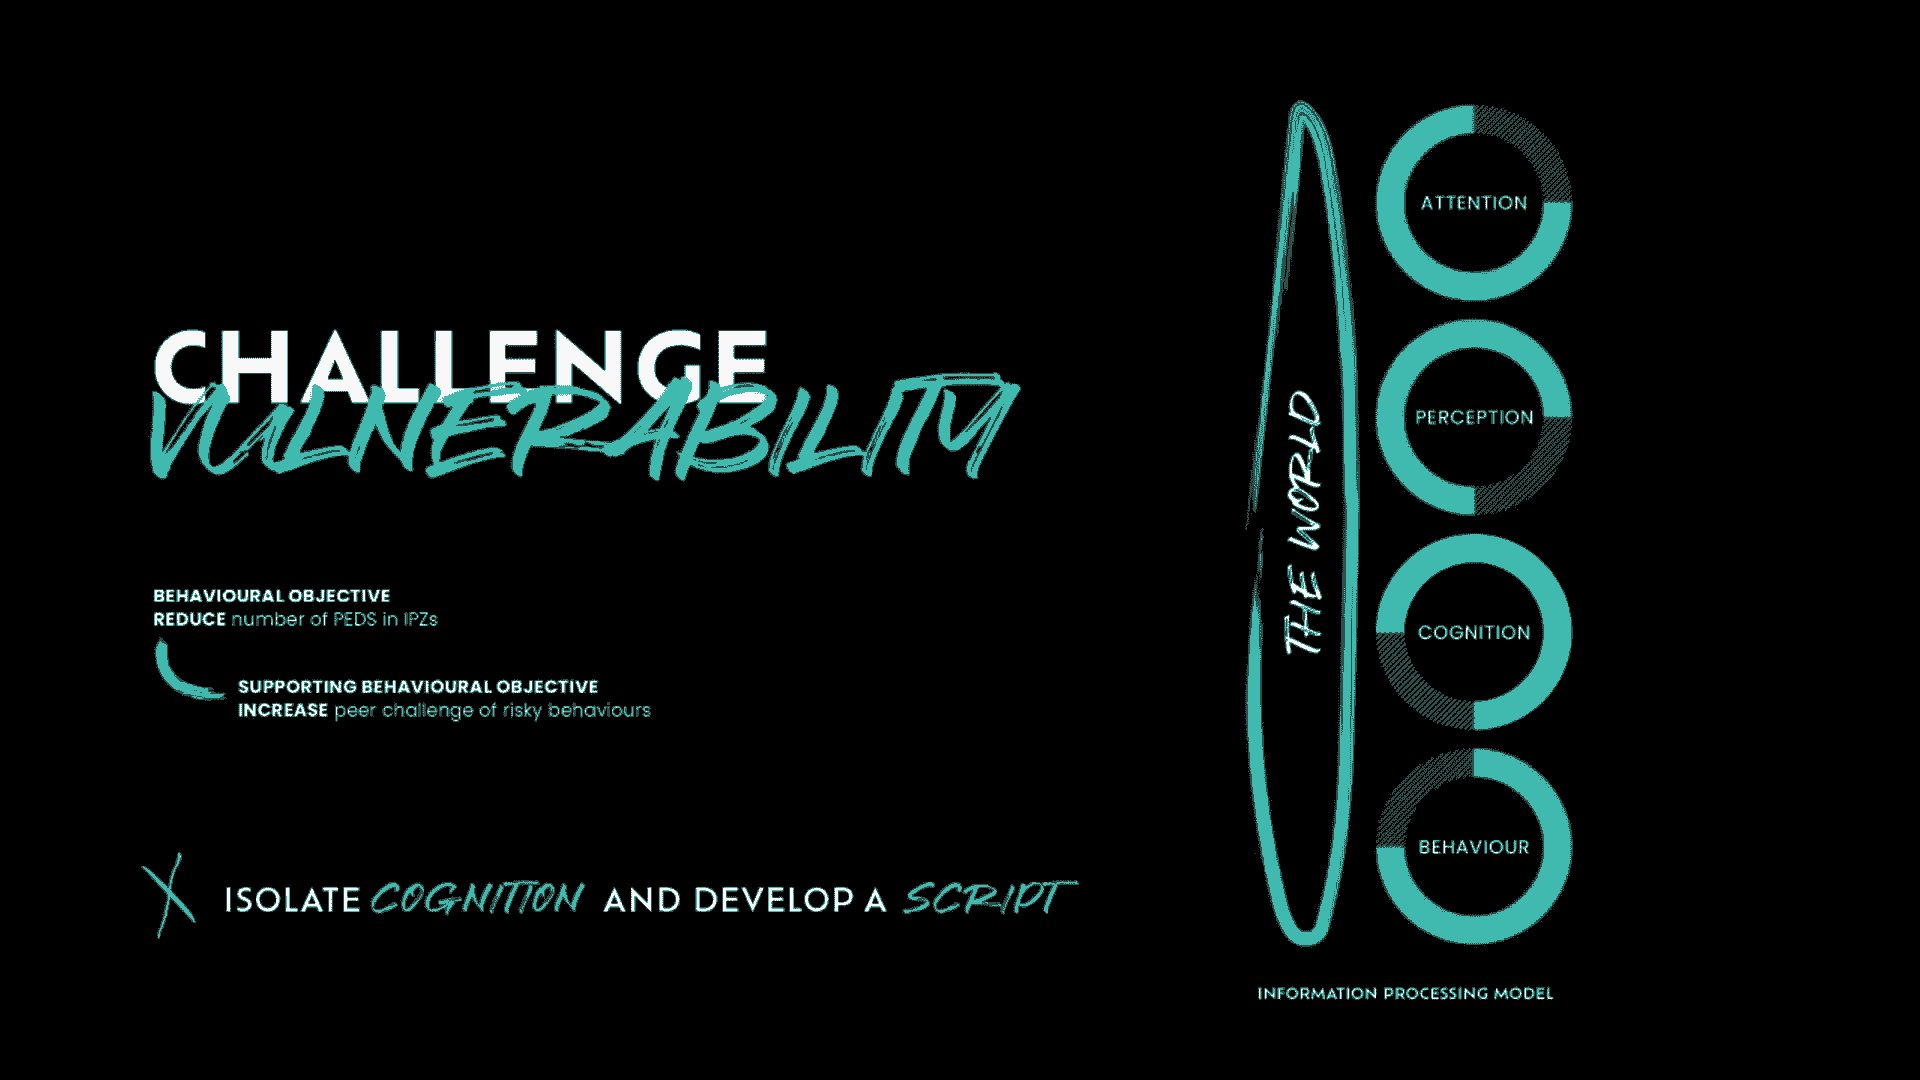 CHALLENGE
VULNERABILITY
BEHAVIOURAL OBJECTIVE
REDUCE number of PEDS in IPZs
SUPPORTING BEHAVIOURAL OBJECTIVE
INCREASE peer challenge of risky behaviours
X ISOLATE COGNITION AND DEVELOP A SCRIPT
THE WORLD
ATTENTION
PERCEPTION
COGNITION
BEHAVIOUR
INFORMATION PROCESSING MODEL